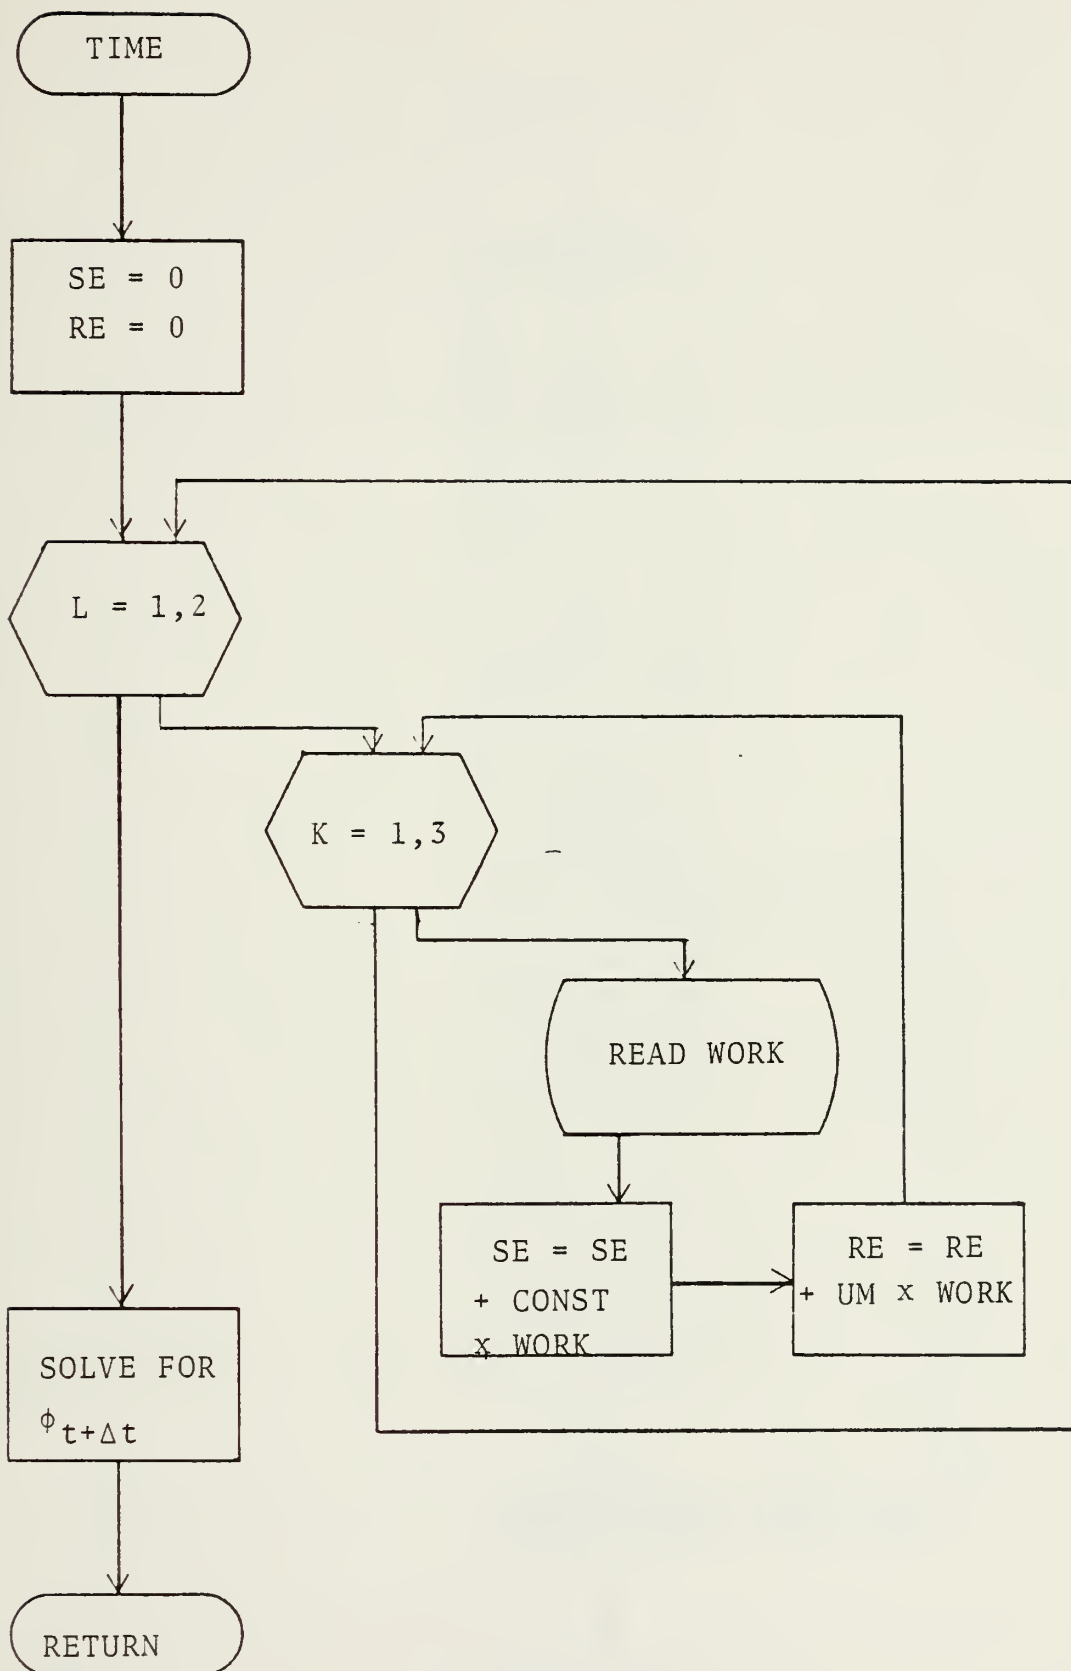 TIME
SE = 0
RE = 0
L = 1,2
K = 1,3
READ WORK
SE = SE
+ CONST
x WORK
RE = RE
+ UM x WORK
SOLVE FOR
ϕt+Δt
RETURN